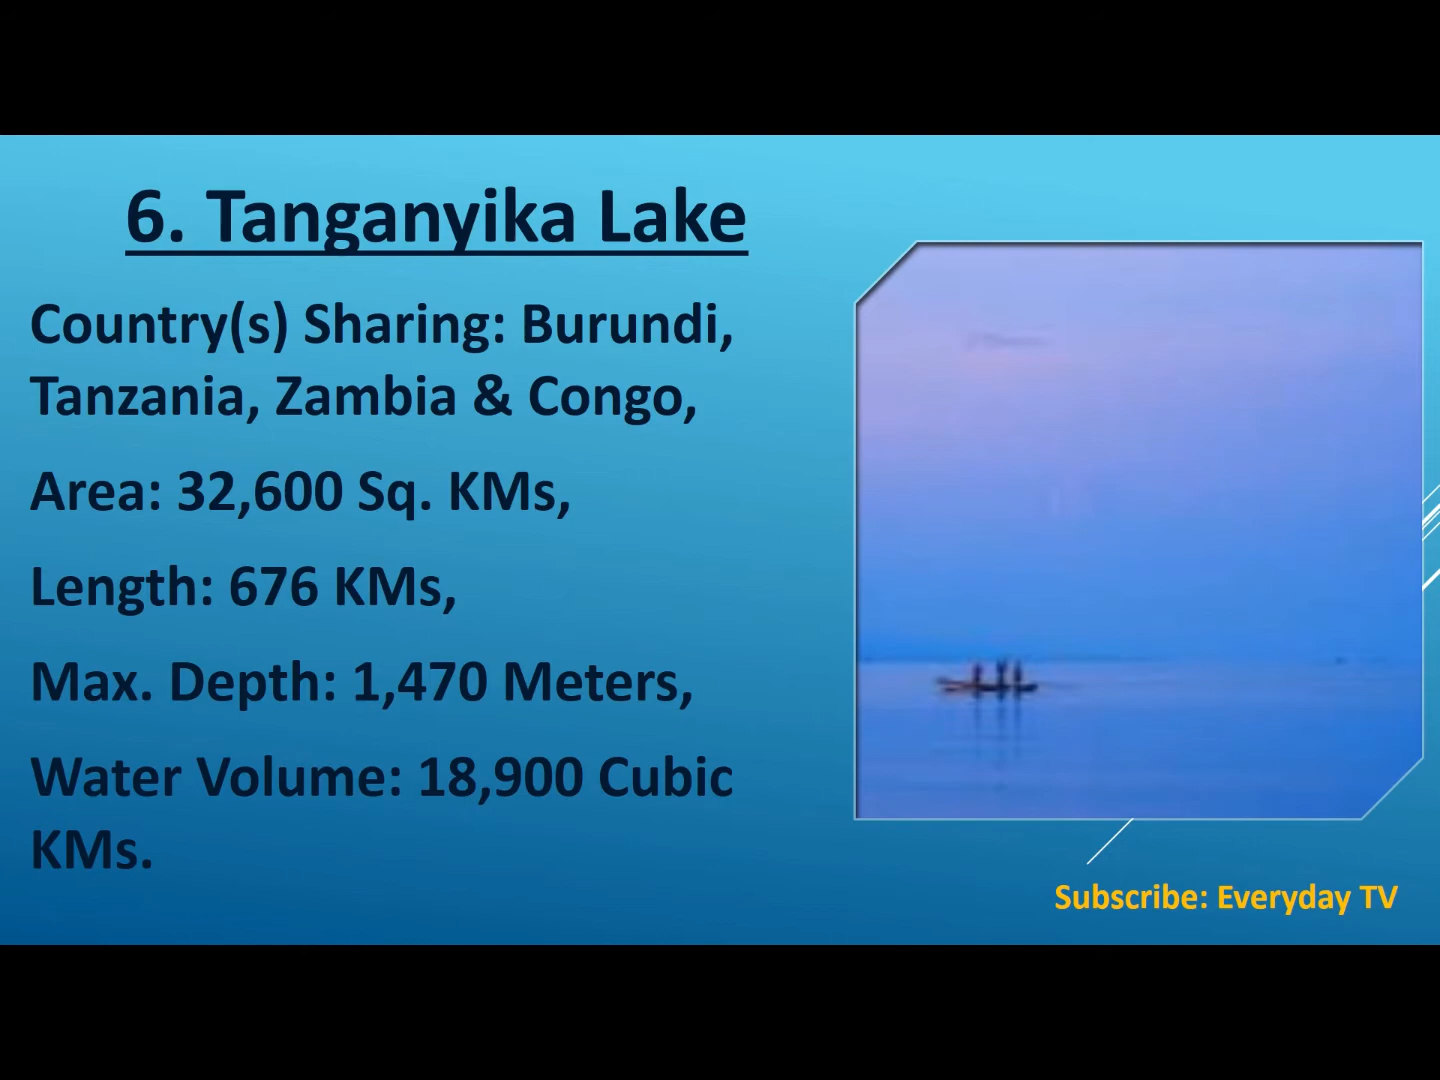 6. Tanganyika Lake
Country(s) Sharing: Burundi,
Tanzania, Zambia & Congo,
Area: 32,600 Sq. KMs,
Length: 676 KMs,
Max. Depth: 1,470 Meters,
Water Volume: 18,900 Cubic
KMs.
Subscribe: Everyday TV